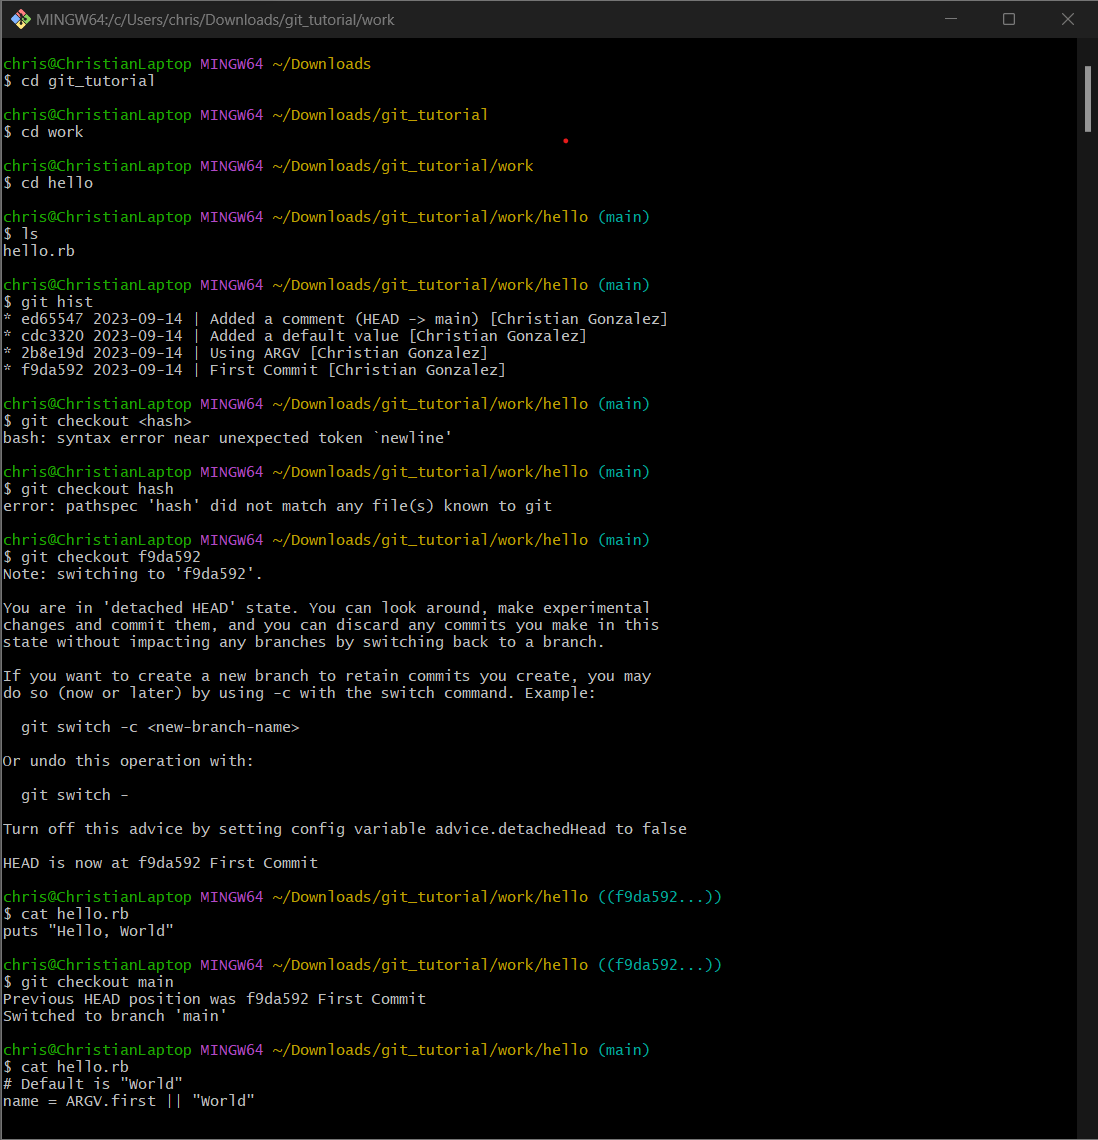 MINGW64:/c/Users/chris/Downloads/git_tutorial/work
chris@ChristianLaptop MINGW64 ~/Downloads
$ cd git_tutorial
chris@ChristianLaptop MINGW64 ~/Downloads/git_tutorial
$ cd work
chris@ChristianLaptop MINGW64 ~/Downloads/git_tutorial/work
$ cd hello
chris@ChristianLaptop MINGW64 ~/Downloads/git_tutorial/work/hello (main)
$ ls
hello.rb
chris@ChristianLaptop MINGW64 ~/Downloads/git_tutorial/work/hello (main)
$ git hist
* ed65547 2023-09-14 | Added a comment (HEAD -> main) [Christian Gonzalez]
* cdc3320 2023-09-14 | Added a default value [Christian Gonzalez]
* 2b8e19d 2023-09-14 | Using ARGV [Christian Gonzalez]
* f9da592 2023-09-14 | First Commit [Christian Gonzalez]
chris@ChristianLaptop MINGW64 ~/Downloads/git_tutorial/work/hello (main)
$ git checkout <hash>
bash: syntax error near unexpected token `newline'
chris@ChristianLaptop MINGW64 ~/Downloads/git_tutorial/work/hello (main)
$ git checkout hash
error: pathspec 'hash' did not match any file(s) known to git
chris@ChristianLaptop MINGW64 ~/Downloads/git_tutorial/work/hello (main)
$ git checkout f9da592
Note: switching to 'f9da592'.
You are in 'detached HEAD' state. You can look around, make experimental
changes and commit them, and you can discard any commits you make in this
state without impacting any branches by switching back to a branch.
If you want to create a new branch to retain commits you create, you may
do so (now or later) by using -c with the switch command. Example:
git switch -c <new-branch-name>
Or undo this operation with:
git switch -
Turn off this advice by setting config variable advice.detachedHead to false
HEAD is now at f9da592 First Commit
chris@ChristianLaptop MINGW64 ~/Downloads/git_tutorial/work/hello ((f9da592...))
$ cat hello.rb
puts "Hello, World"
chris@ChristianLaptop MINGW64 ~/Downloads/git_tutorial/work/hello ((f9da592...))
$ git checkout main
Previous HEAD position was f9da592 First Commit
Switched to branch 'main'
chris@ChristianLaptop MINGW64 ~/Downloads/git_tutorial/work/hello (main)
$ cat hello.rb
# Default is "World"
name = ARGV.first || "World"